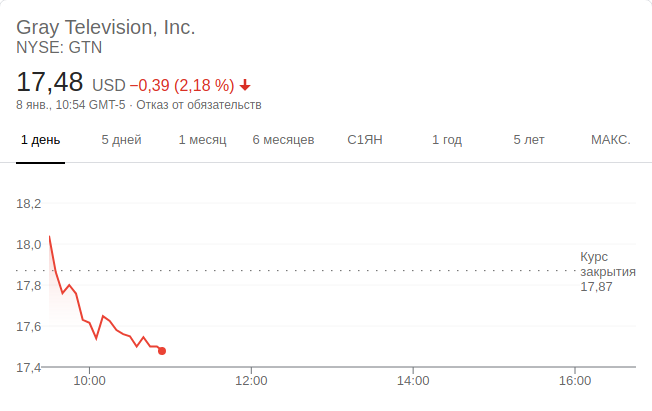 Gray Television, Inc.
NYSE: GTN
17,48 USD −0,39 (2,18 %)
8 янв., 10:54 GMT-5 · Отказ от обязательств
1 день 5 дней 1 месяц 6 месяцев С1ЯН 1 год 5 лет МАКС.
18,2
18,0
Курс
закрытия
17,87
17,8
17,6
17,4
10:00 12:00 14:00 16:00